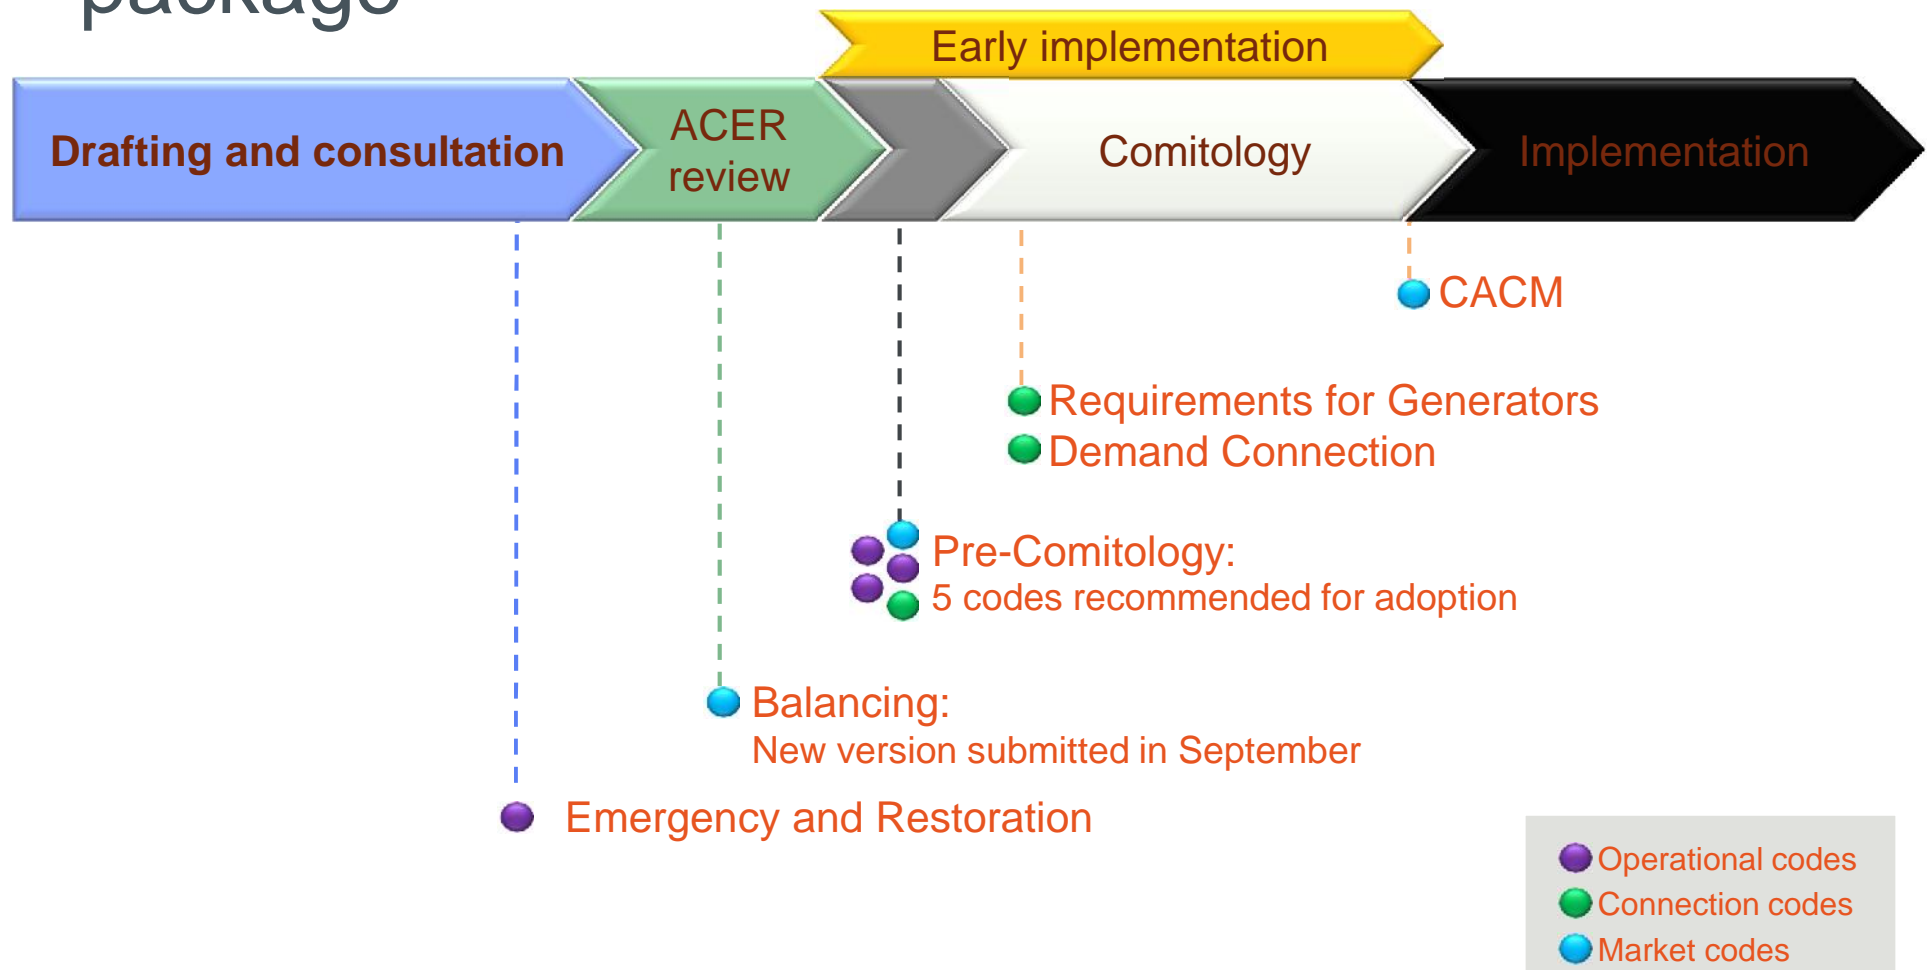 package
Early implementation
Drafting and consultation
ACER
review
Comitology
Implementation
CACM
Requirements for Generators
Demand Connection
Pre-Comitology:
5 codes recommended for adoption
Balancing:
New version submitted in September
Emergency and Restoration
Operational codes
Connection codes
Market codes